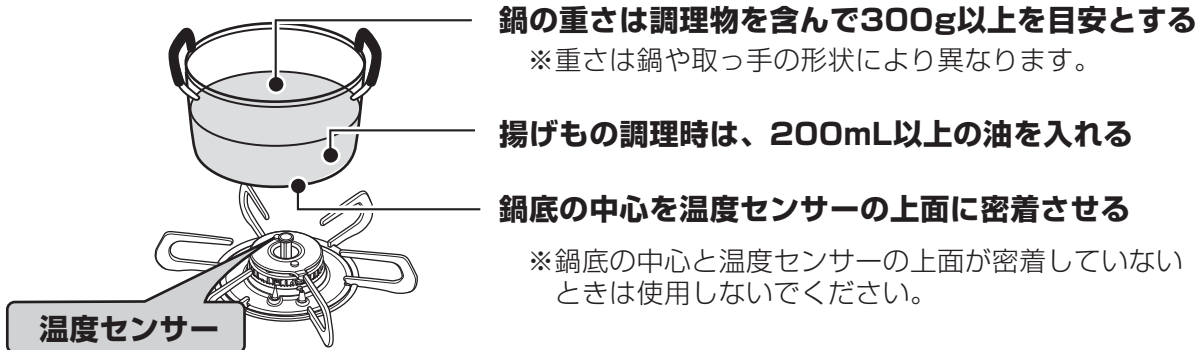 鍋の重さは調理物を含んで300g以上を目安とする
※重さは鍋や取っ手の形状により異なります。
揚げもの調理時は、200mL以上の油を入れる
鍋底の中心を温度センサーの上面に密着させる
※鍋底の中心と温度センサーの上面が密着していない
ときは使用しないでください。
温度センサー